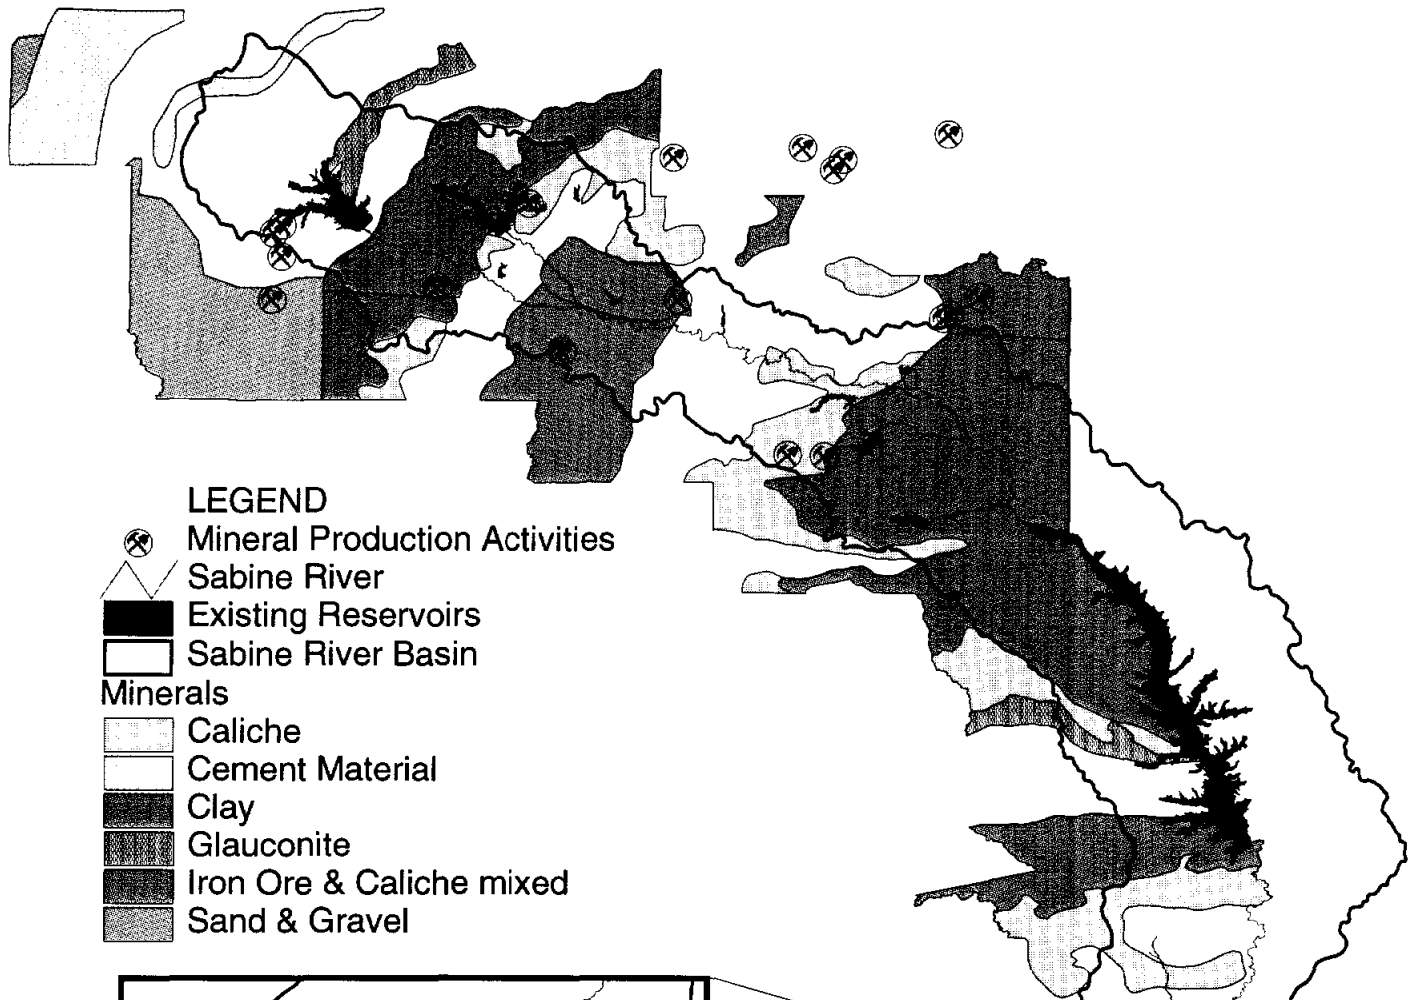 LEGEND
Mineral Production Activities
Sabine River
Existing Reservoirs
Sabine River Basin
Minerals
Caliche
Cement Material
Clay
Glauconite
Iron Ore & Caliche mixed
Sand & Gravel